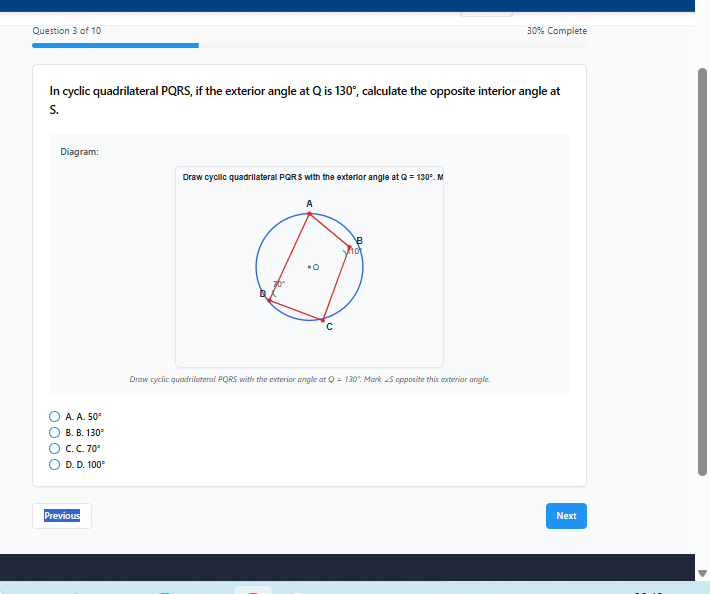 Question 3 of 10
30% Complete
In cyclic quadrilateral PQRS, if the exterior angle at Q is 130°, calculate the opposite interior angle at
S.
Diagram:
Draw cyclic quadrilateral PQRS with the exterior angle at Q = 130°. M
A
B
110°
O
70°
D
C
Draw cyclic quadrilateral PQRS with the exterior angle at Q = 130°. Mark ∠S opposite this exterior angle.
A. A. 50°
B. B. 130°
C. C. 70°
D. D. 100°
Previous
Next